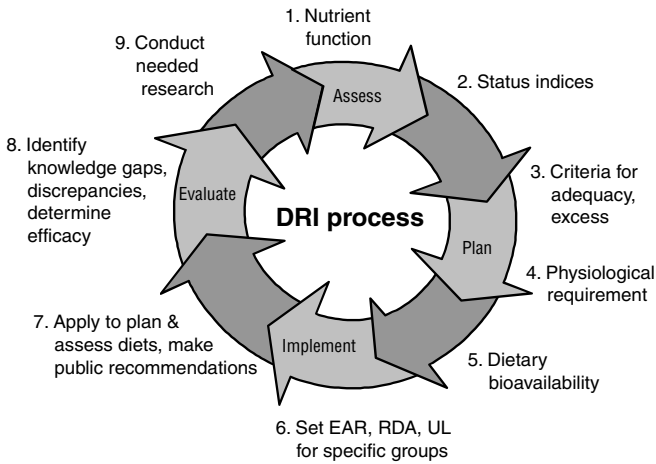 1. Nutrient
function
Assess
2. Status indices
3. Criteria for
adequacy,
excess
Plan
4. Physiological
requirement
5. Dietary
bioavailability
6. Set EAR, RDA, UL
for specific groups
Implement
7. Apply to plan &
assess diets, make
public recommendations
8. Identify
knowledge gaps,
discrepancies,
determine
efficacy
Evaluate
9. Conduct
needed
research
DRI process